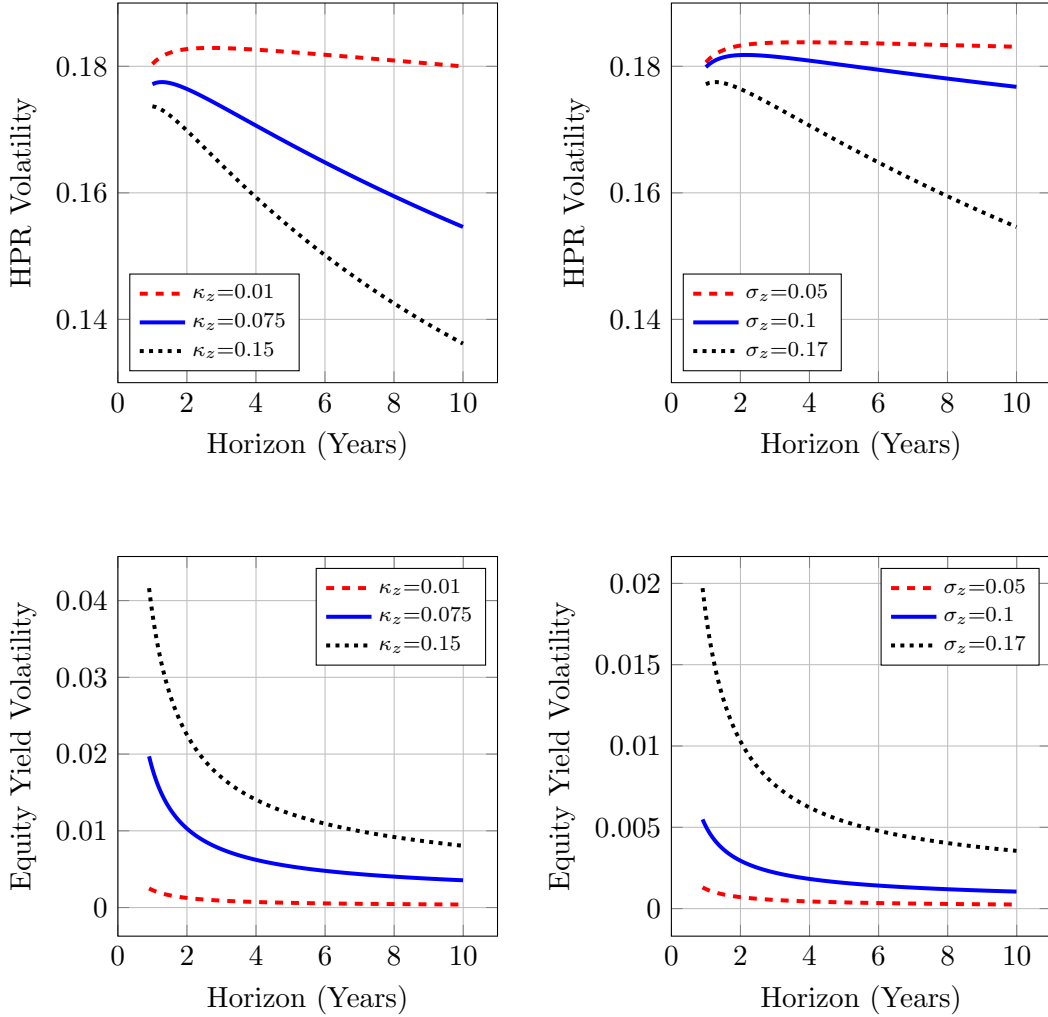 HPR Volatility
0.18
0.16
0.14
κz=0.01
κz=0.075
κz=0.15
0 2 4 6 8 10
Horizon (Years)
HPR Volatility
0.18
0.16
0.14
σz=0.05
σz=0.1
σz=0.17
0 2 4 6 8 10
Horizon (Years)
Equity Yield Volatility
0.04
0.03
0.02
0.01
0
κz=0.01
κz=0.075
κz=0.15
0 2 4 6 8 10
Horizon (Years)
Equity Yield Volatility
0.02
0.015
0.01
0.005
0
σz=0.05
σz=0.1
σz=0.17
0 2 4 6 8 10
Horizon (Years)